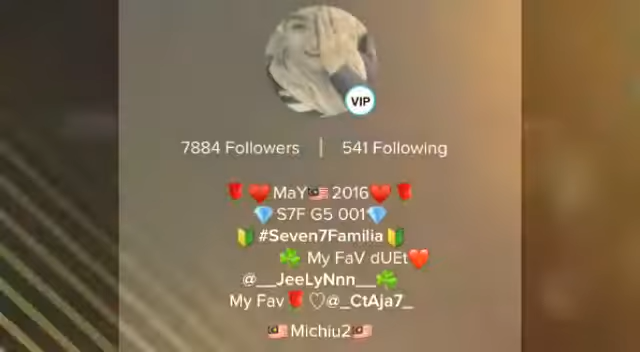 VIP
7884 Followers | 541 Following
🌹❤️MaY🇲🇾2016❤️🌹
💎S7F G5 001💎
🔰#Seven7Familia🔰
☘️ My FaV dUEt❤️
@__JeeLyNnn__☘️
My Fav🌹♡@_CtAja7_
🇲🇾Michiu2🇲🇾